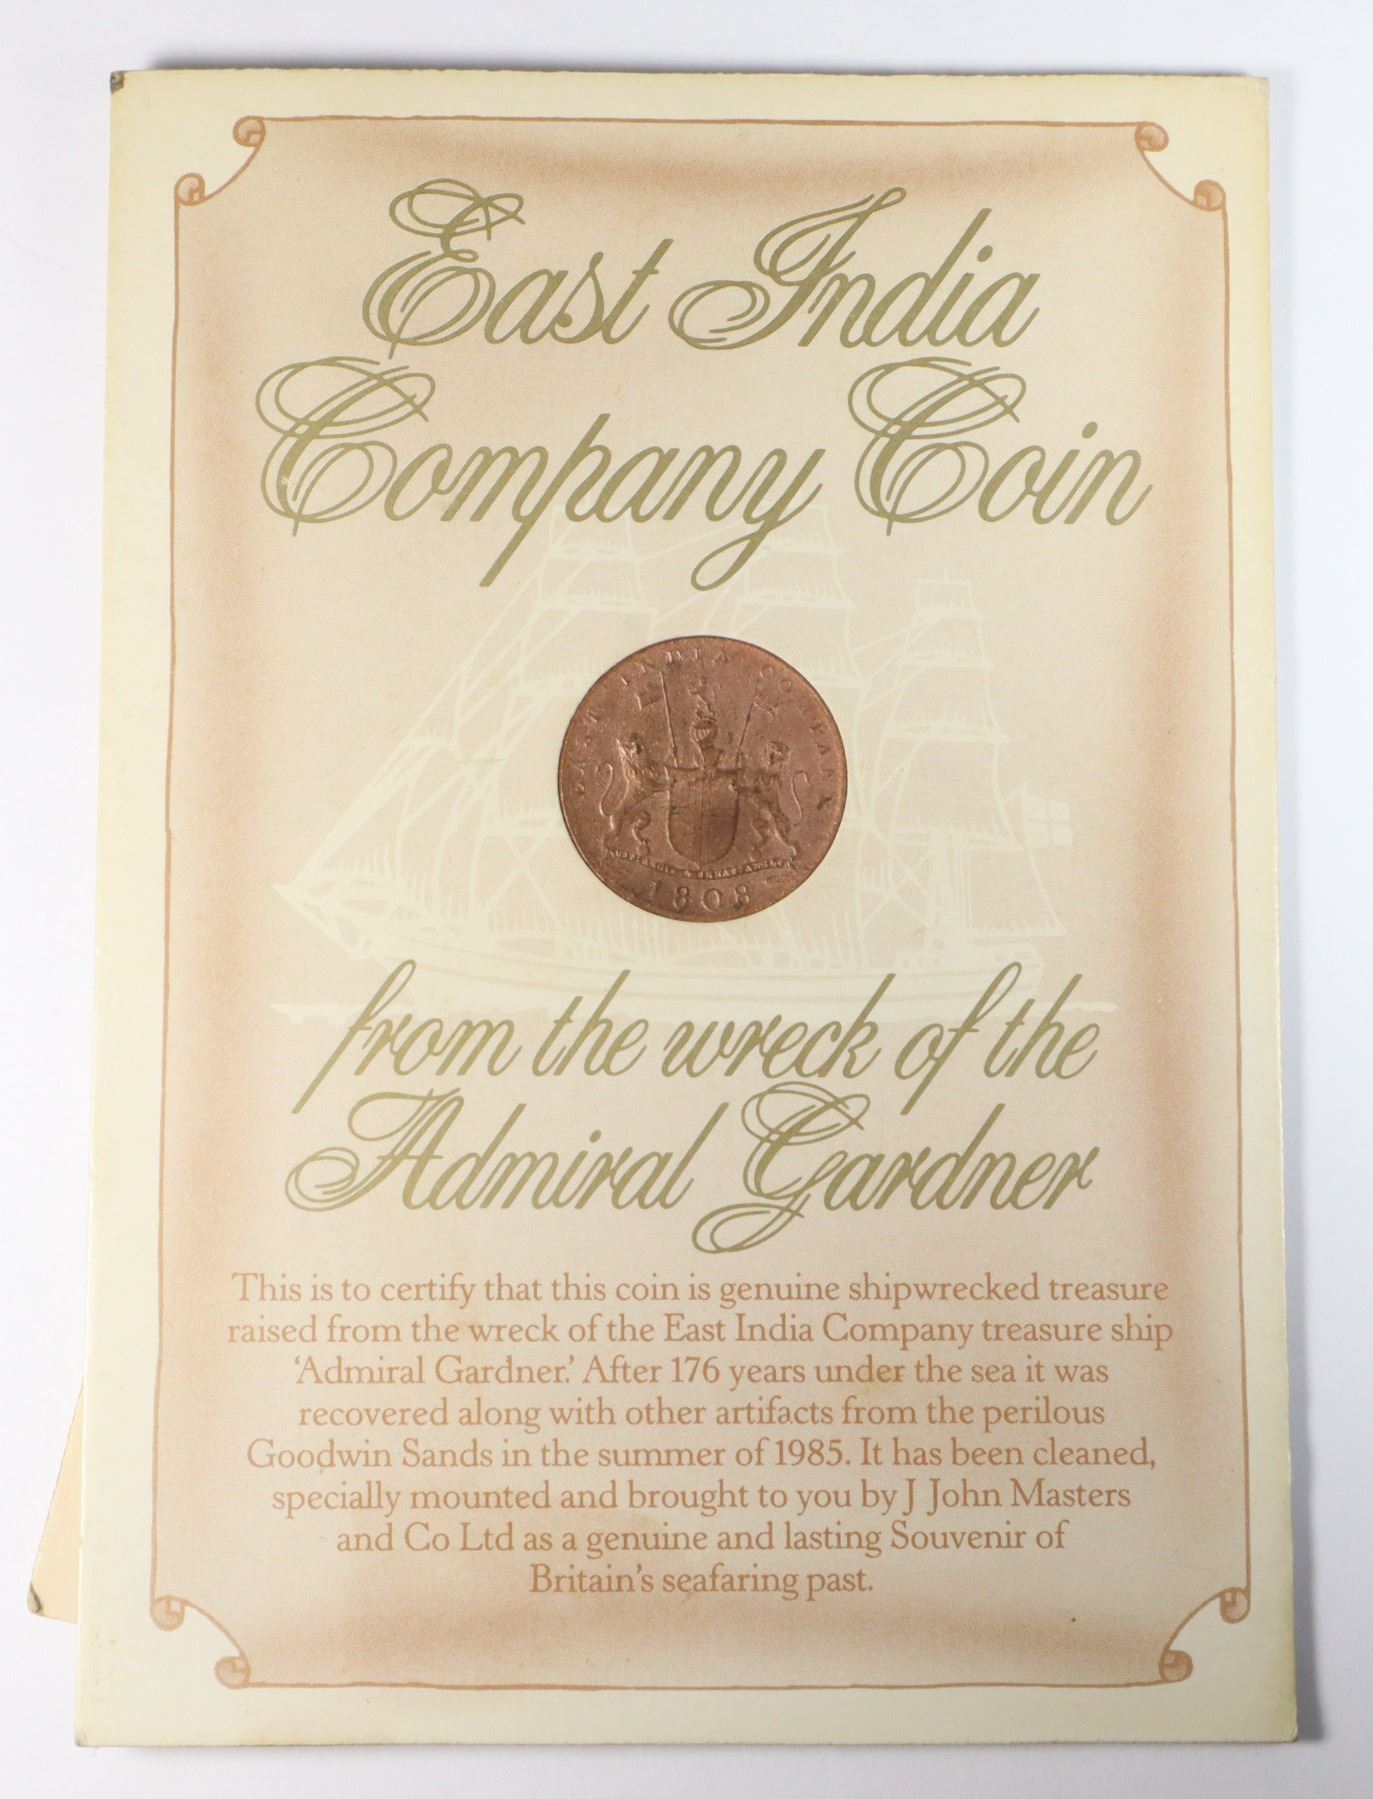 East India
Company Coin
EAST INDIA COMPANY
1808
from the wreck of the
Admiral Gardner
This is to certify that this coin is genuine shipwrecked treasure
raised from the wreck of the East India Company treasure ship
‘Admiral Gardner.’ After 176 years under the sea it was
recovered along with other artifacts from the perilous
Goodwin Sands in the summer of 1985. It has been cleaned,
specially mounted and brought to you by J John Masters
and Co Ltd as a genuine and lasting Souvenir of
Britain's seafaring past.